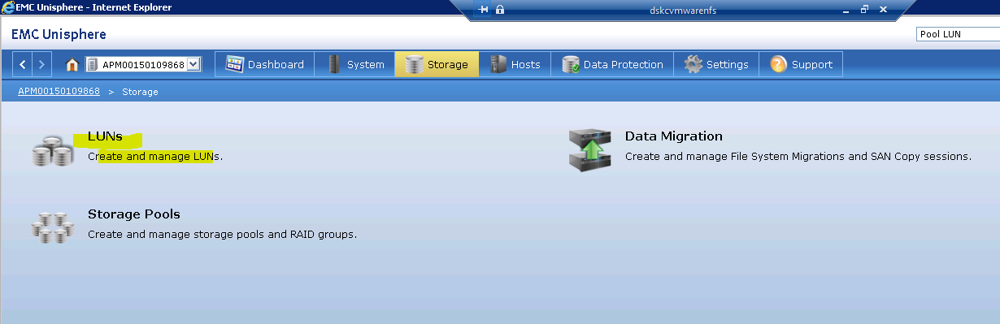 EMC Unisphere - Internet Explorer
dskcvmwarenfs
EMC Unisphere
Pool LUN
APM00150109868
Dashboard
System
Storage
Hosts
Data Protection
Settings
Support
APM00150109868 > Storage
LUNs
Create and manage LUNs.
Data Migration
Create and manage File System Migrations and SAN Copy sessions.
Storage Pools
Create and manage storage pools and RAID groups.